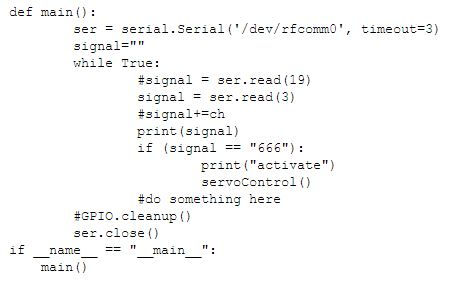 def main():
        ser = serial.Serial('/dev/rfcomm0', timeout=3)
        signal=""
        while True:
                #signal = ser.read(19)
                signal = ser.read(3)
                #signal+=ch
                print(signal)
                if (signal == "666"):
                        print("activate")
                        servoControl()
                #do something here
        #GPIO.cleanup()
        ser.close()
if __name__ == "__main__":
    main()